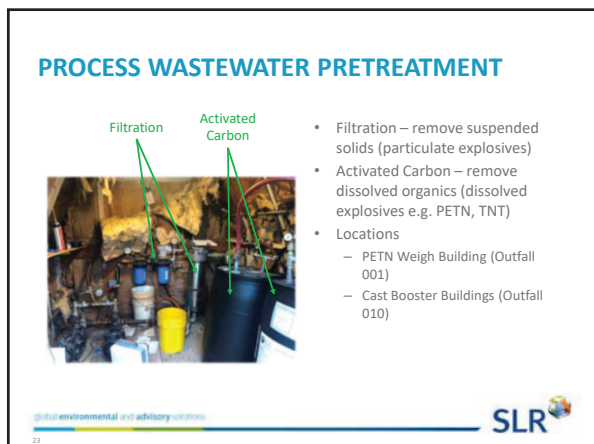 PROCESS WASTEWATER PRETREATMENT
Filtration
Activated
Carbon
• Filtration – remove suspended
solids (particulate explosives)
• Activated Carbon – remove
dissolved organics (dissolved
explosives e.g. PETN, TNT)
• Locations
– PETN Weigh Building (Outfall
001)
– Cast Booster Buildings (Outfall
010)
global environmental and advisory solutions
SLR
23